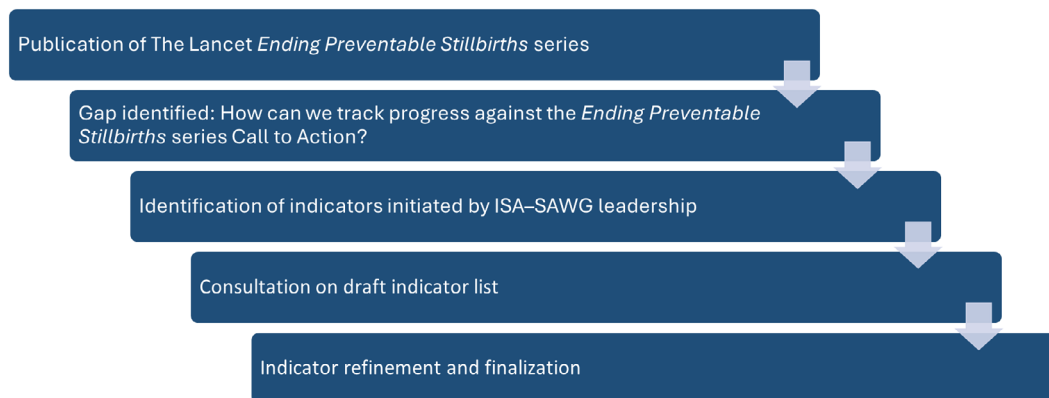 Publication of The Lancet Ending Preventable Stillbirths series
Gap identified: How can we track progress against the Ending Preventable
Stillbirths series Call to Action?
Identification of indicators initiated by ISA–SAWG leadership
Consultation on draft indicator list
Indicator refinement and finalization